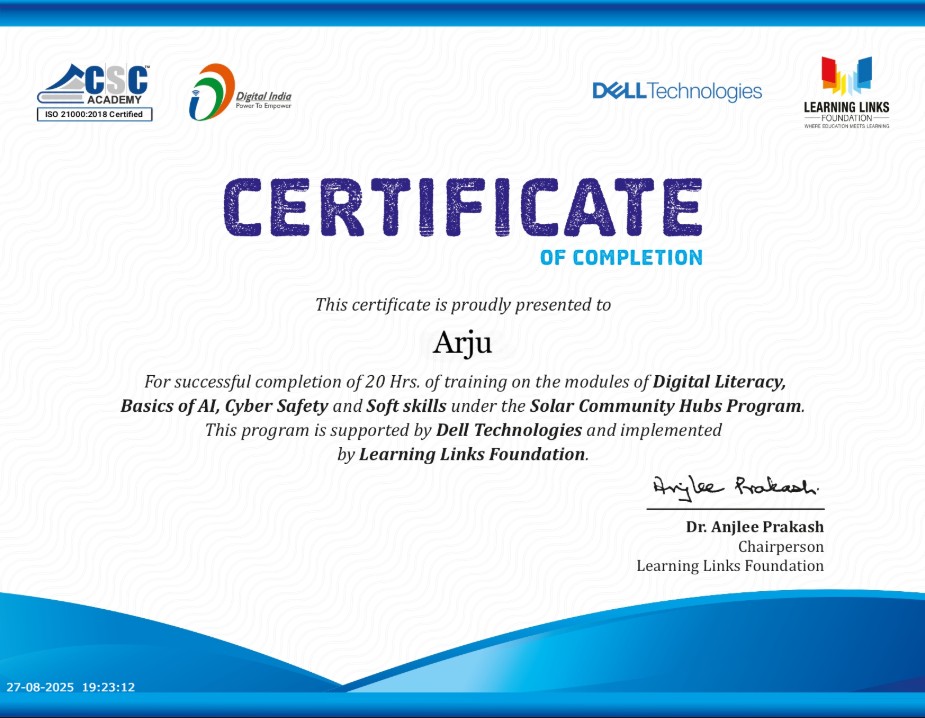 CSC
ACADEMY
ISO 21000:2018 Certified
Digital India
Power To Empower
DELLTechnologies
LEARNING LINKS
FOUNDATION
WHERE EDUCATION MEETS LEARNING
CERTIFICATE
OF COMPLETION
This certificate is proudly presented to
Arju
For successful completion of 20 Hrs. of training on the modules of Digital Literacy,
Basics of AI, Cyber Safety and Soft skills under the Solar Community Hubs Program.
This program is supported by Dell Technologies and implemented
by Learning Links Foundation.
Anjlee Prakash.
Dr. Anjlee Prakash
Chairperson
Learning Links Foundation
27-08-2025 19:23:12